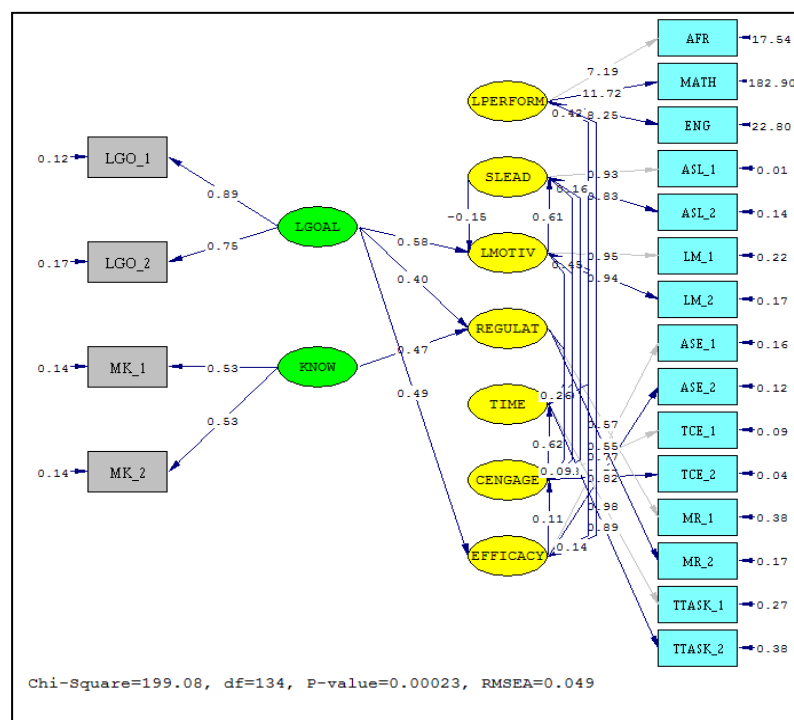 AFR
17.54
7.19
MATH
182.90
11.72
LPERFORM
0.42
8.25
ENG
22.80
0.12
LGO_1
0.89
SLEAD
0.93
ASL_1
0.01
0.16
0.83
ASL_2
0.14
-0.15
0.61
LGOAL
0.58
LMOTIV
0.95
LM_1
0.22
0.17
LGO_2
0.75
0.45
0.94
LM_2
0.17
0.40
REGULAT
ASE_1
0.16
0.14
MK_1
0.53
KNOW
0.47
ASE_2
0.12
0.49
TIME
0.26
0.57
TCE_1
0.09
0.53
0.62
0.55
0.77
0.14
MK_2
CENGAGE
0.09
0.82
TCE_2
0.04
0.11
0.98
MR_1
0.38
0.89
EFFICACY
0.14
MR_2
0.17
TTASK_1
0.27
TTASK_2
0.38
Chi-Square=199.08, df=134, P-value=0.00023, RMSEA=0.049